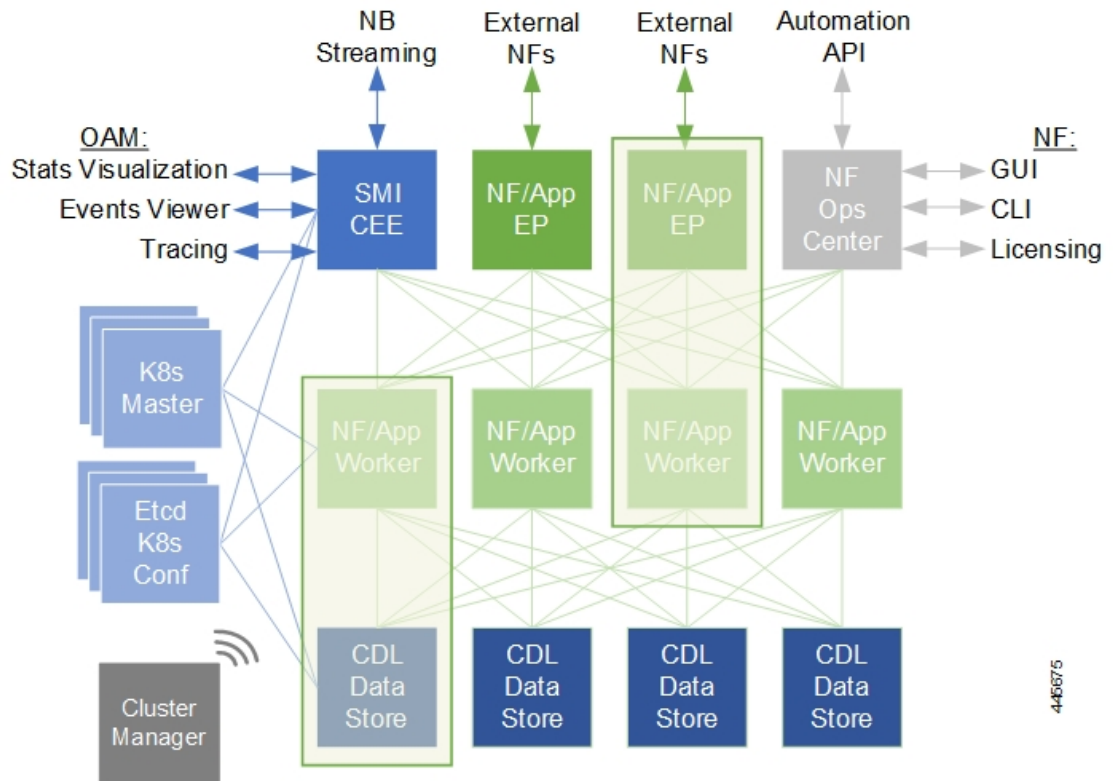 NB
Streaming
External
NFs
External
NFs
Automation
API
OAM:
Stats Visualization
Events Viewer
Tracing
SMI
CEE
NF/App
EP
NF/App
EP
NF
Ops
Center
NF:
GUI
CLI
Licensing
K8s
Master
NF/App
Worker
NF/App
Worker
NF/App
Worker
NF/App
Worker
Etcd
K8s
Conf
Cluster
Manager
CDL
Data
Store
CDL
Data
Store
CDL
Data
Store
CDL
Data
Store
445675